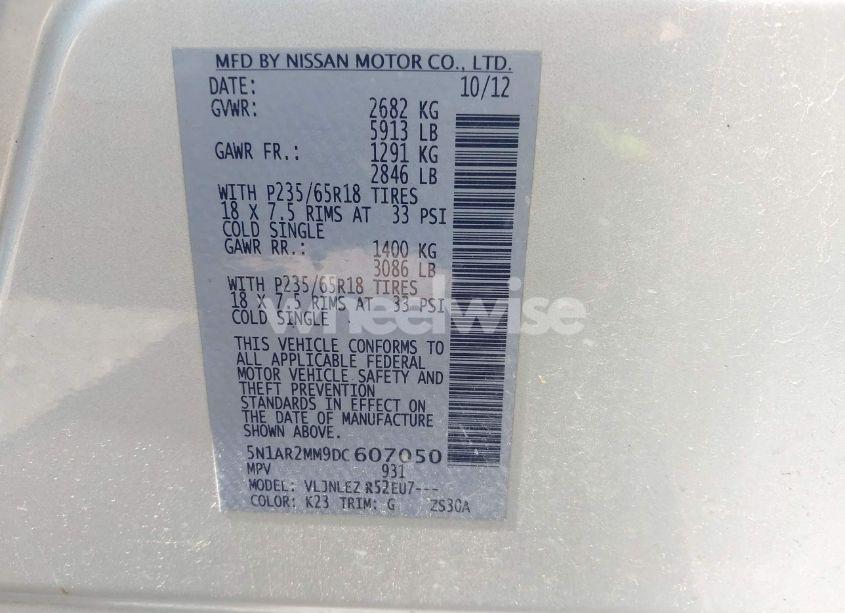 MFD BY NISSAN MOTOR CO., LTD.
DATE: 10/12
GVWR: 2682 KG
5913 LB
GAWR FR.: 1291 KG
2846 LB
WITH P235/65R18 TIRES
18 X 7.5 RIMS AT 33 PSI
COLD SINGLE
GAWR RR.: 1400 KG
3086 LB
WITH P235/65R18 TIRES
18 X 7.5 RIMS AT 33 PSI
COLD SINGLE
wheelwise
THIS VEHICLE CONFORMS TO
ALL APPLICABLE FEDERAL
MOTOR VEHICLE SAFETY AND
THEFT PREVENTION
STANDARDS IN EFFECT ON
THE DATE OF MANUFACTURE
SHOWN ABOVE.
5N1AR2MM9DC607050
MPV 931
MODEL: VLJNLEZ R52EU7---
COLOR: K23 TRIM: G ZS30A